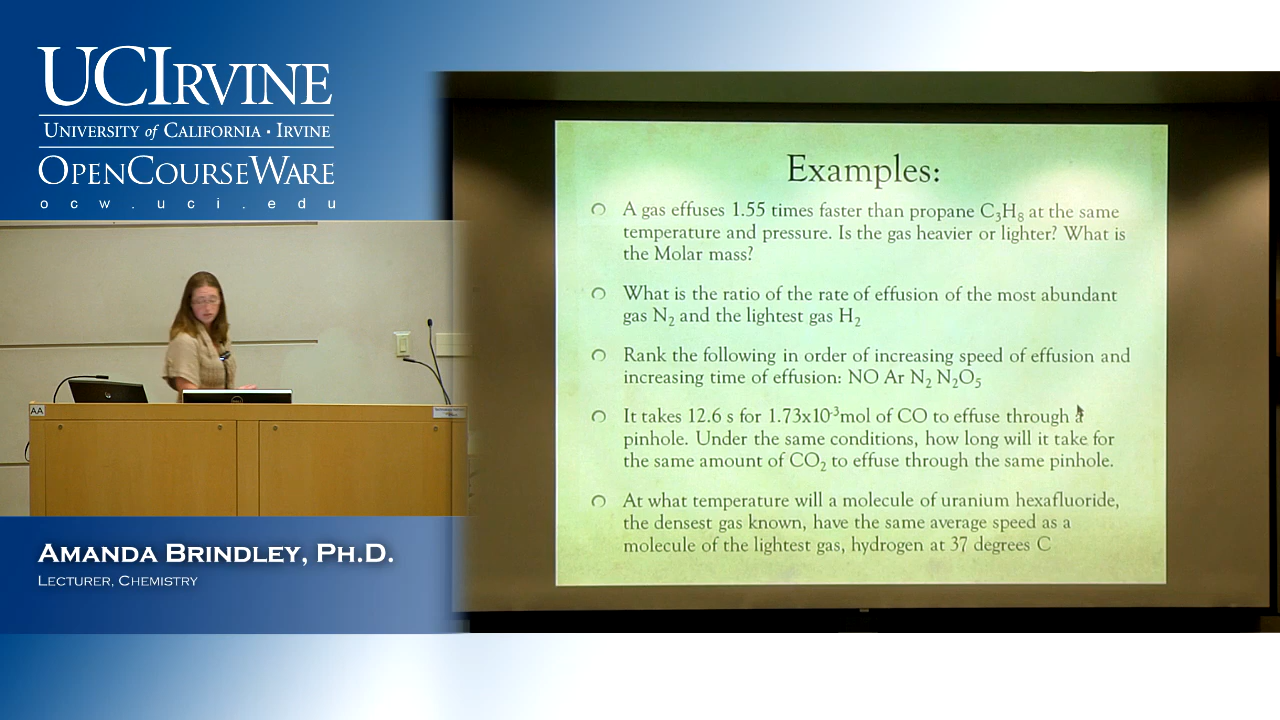 UCIRVINE
UNIVERSITY of CALIFORNIA · IRVINE
OPENCOURSEWARE
ocw.uci.edu
Examples:
A gas effuses 1.55 times faster than propane C₃H₈ at the same
temperature and pressure. Is the gas heavier or lighter? What is
the Molar mass?
What is the ratio of the rate of effusion of the most abundant
gas N₂ and the lightest gas H₂
Rank the following in order of increasing speed of effusion and
increasing time of effusion: NO Ar N₂ N₂O₅
It takes 12.6 s for 1.73x10⁻³mol of CO to effuse through a
pinhole. Under the same conditions, how long will it take for
the same amount of CO₂ to effuse through the same pinhole.
At what temperature will a molecule of uranium hexafluoride,
the densest gas known, have the same average speed as a
molecule of the lightest gas, hydrogen at 37 degrees C
AA
AMANDA BRINDLEY, PH.D.
LECTURER, CHEMISTRY